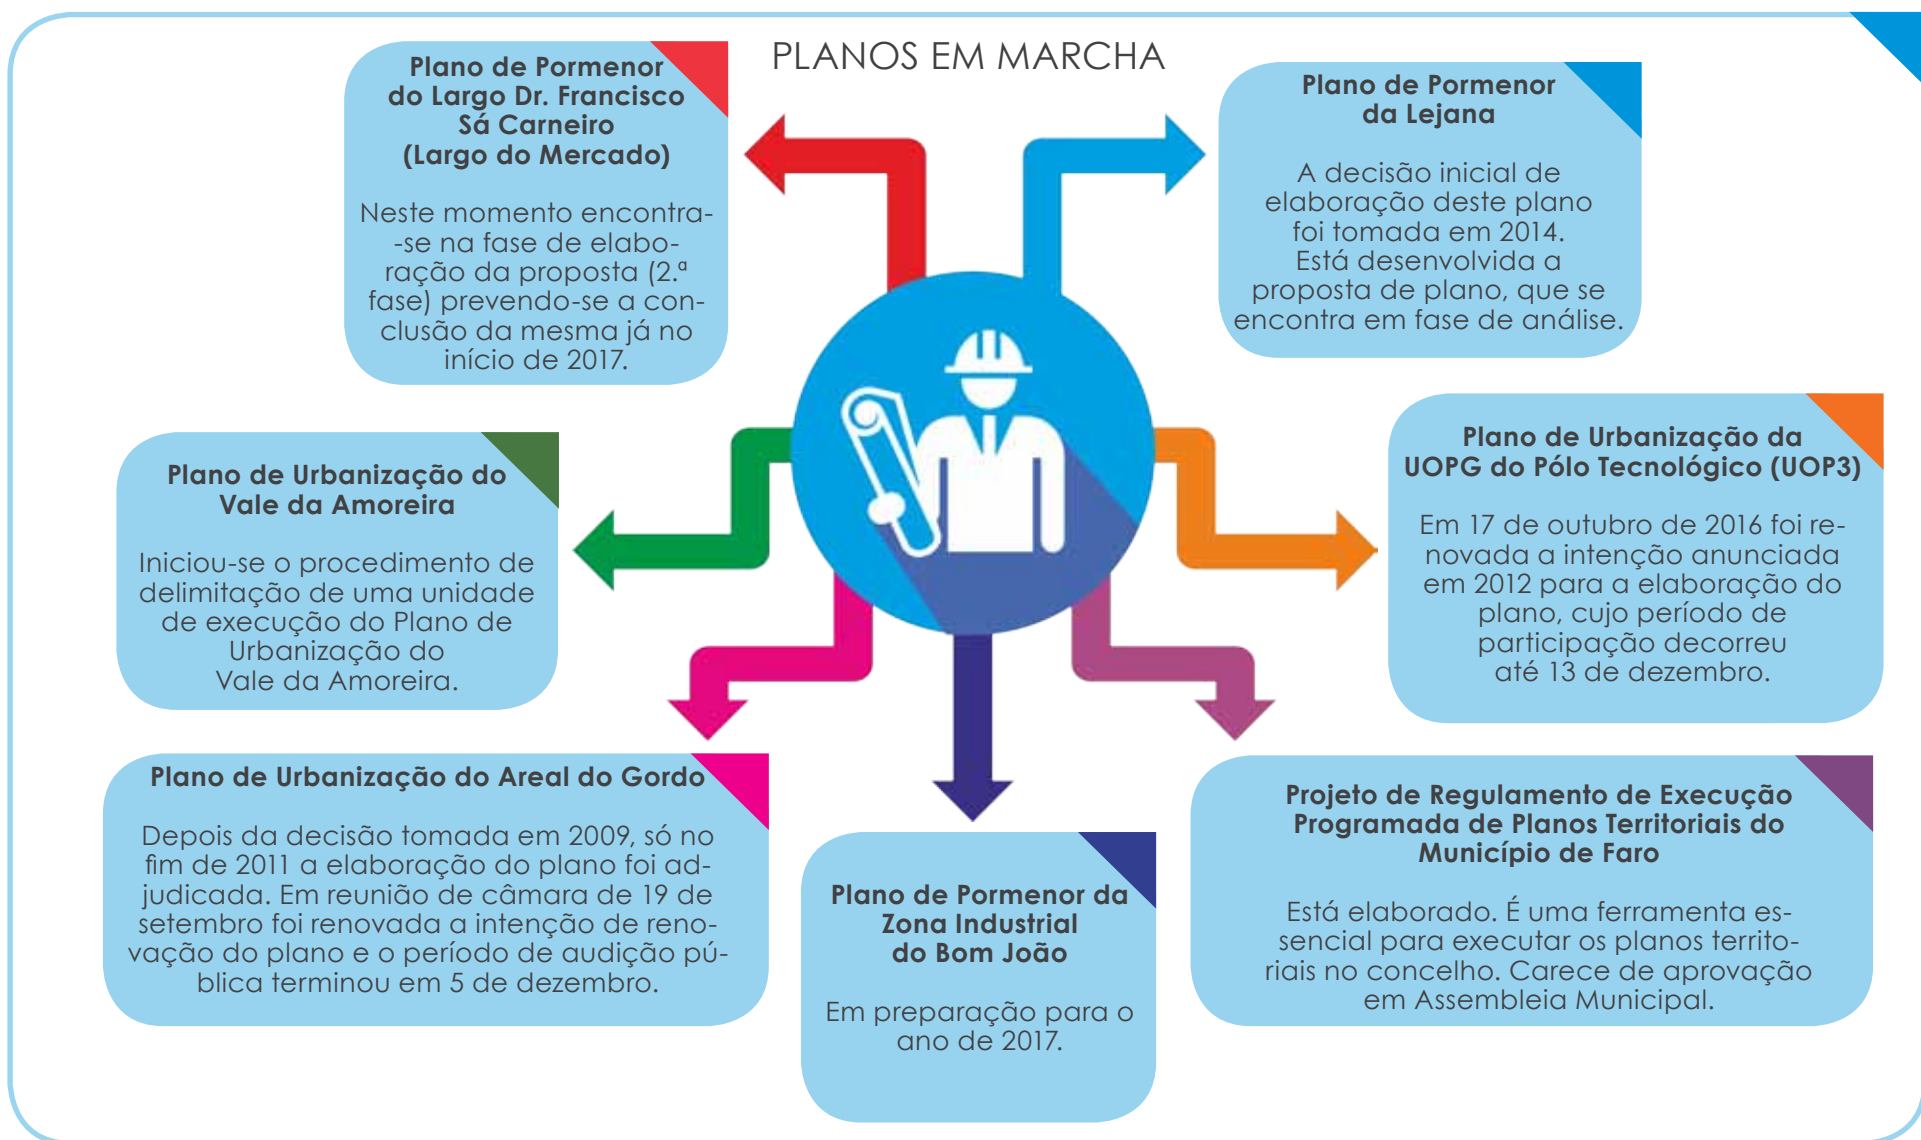 PLANOS EM MARCHA
Plano de Pormenor
do Largo Dr. Francisco
Sá Carneiro
(Largo do Mercado)
Neste momento encontra-
-se na fase de elabo-
ração da proposta (2.ª
fase) prevendo-se a con-
clusão da mesma já no
início de 2017.
Plano de Pormenor
da Lejana
A decisão inicial de
elaboração deste plano
foi tomada em 2014.
Está desenvolvida a
proposta de plano, que se
encontra em fase de análise.
Plano de Urbanização do
Vale da Amoreira
Iniciou-se o procedimento de
delimitação de uma unidade
de execução do Plano de
Urbanização do
Vale da Amoreira.
Plano de Urbanização da
UOPG do Pólo Tecnológico (UOP3)
Em 17 de outubro de 2016 foi re-
novada a intenção anunciada
em 2012 para a elaboração do
plano, cujo período de
participação decorreu
até 13 de dezembro.
Plano de Urbanização do Areal do Gordo
Depois da decisão tomada em 2009, só no
fim de 2011 a elaboração do plano foi ad-
judicada. Em reunião de câmara de 19 de
setembro foi renovada a intenção de reno-
vação do plano e o período de audição pú-
blica terminou em 5 de dezembro.
Plano de Pormenor da
Zona Industrial
do Bom João
Em preparação para o
ano de 2017.
Projeto de Regulamento de Execução
Programada de Planos Territoriais do
Município de Faro
Está elaborado. É uma ferramenta es-
sencial para executar os planos territo-
riais no concelho. Carece de aprovação
em Assembleia Municipal.